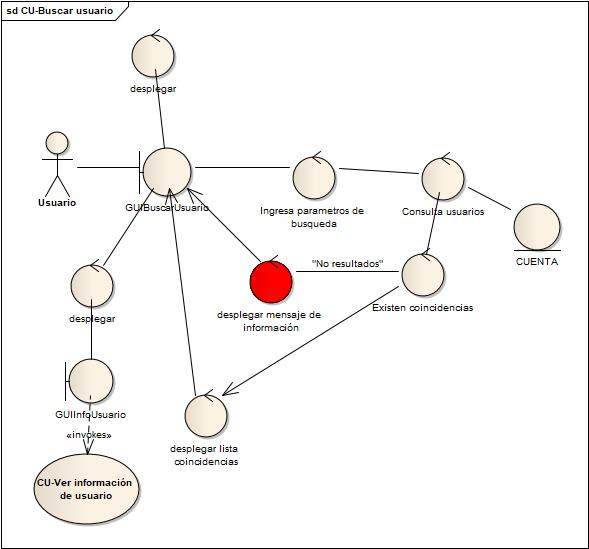 sd CU-Buscar usuario
desplegar
Usuario
GUIBuscarUsuario
Ingresa parametros de
busqueda
Consulta usuarios
CUENTA
"No resultados"
desplegar mensaje de
información
Existen coincidencias
desplegar
GUIInfoUsuario
«invokes»
desplegar lista
coincidencias
CU-Ver información
de usuario